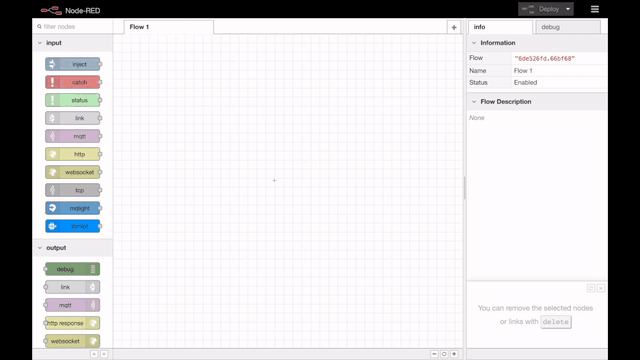 Node-RED
Deploy
filter nodes
Flow 1
info
debug
input
inject
catch
status
link
mqtt
http
websocket
tcp
mqlight
output
debug
link
mqtt
http response
websocket
Information
Flow "6de526fd.66bf68"
Name Flow 1
Status Enabled
Flow Description
None
You can remove the selected nodes
or links with delete